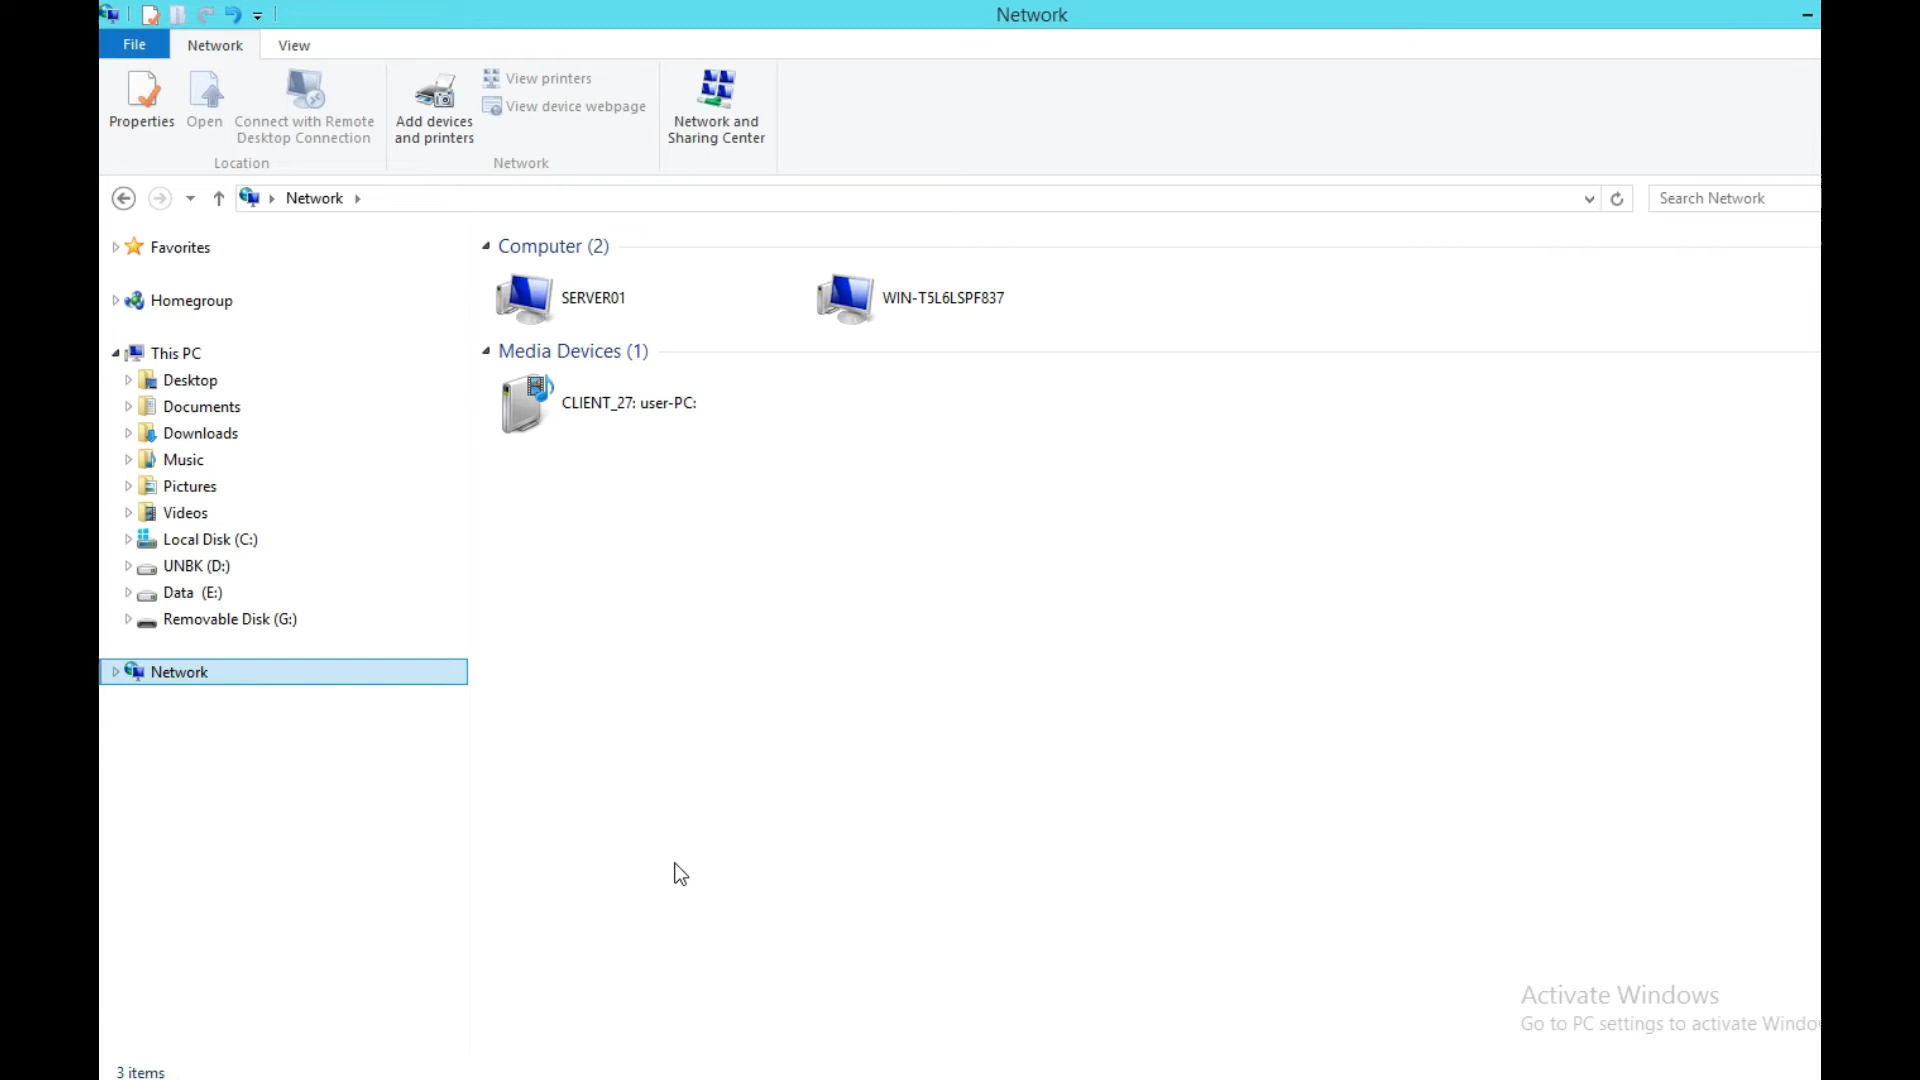 Network
File
Network
View
Properties
Open
Connect with Remote
Desktop Connection
Location
Add devices
and printers
View printers
View device webpage
Network
Network and
Sharing Center
Network
Search Network
Favorites
Homegroup
This PC
Desktop
Documents
Downloads
Music
Pictures
Videos
Local Disk (C:)
UNBK (D:)
Data (E:)
Removable Disk (G:)
Network
Computer (2)
SERVER01
WIN-T5L6LSPF837
Media Devices (1)
CLIENT_27: user-PC:
Activate Windows
Go to PC settings to activate Windo
3 items